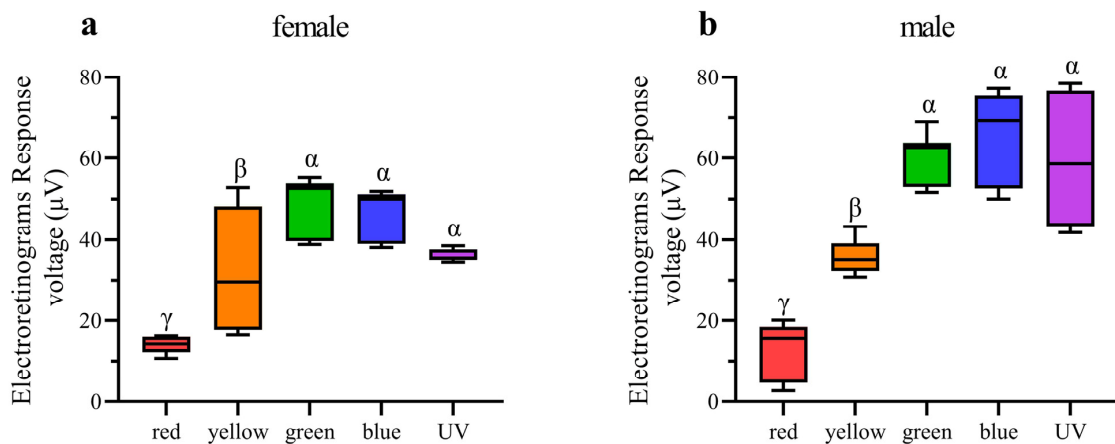 a
female
Electroretinograms Response
voltage (μV)
80
60
40
20
0
γ
β
α
α
α
red
yellow
green
blue
UV
b
male
Electroretinograms Response
voltage (μV)
80
60
40
20
0
γ
β
α
α
α
red
yellow
green
blue
UV